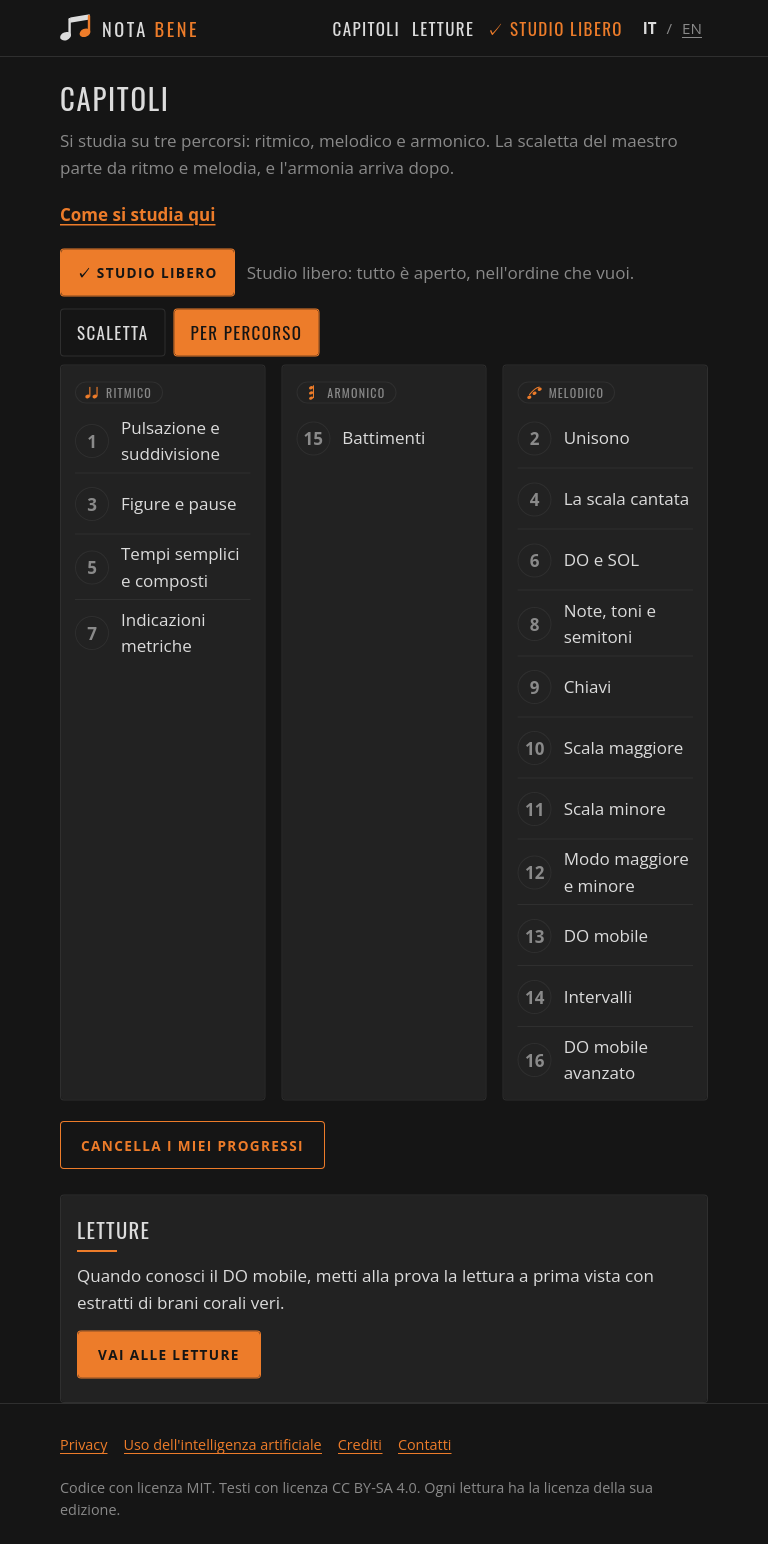 NOTA BENE
CAPITOLI LETTURE ✓ STUDIO LIBERO IT / EN
CAPITOLI
Si studia su tre percorsi: ritmico, melodico e armonico. La scaletta del maestro
parte da ritmo e melodia, e l'armonia arriva dopo.
Come si studia qui
✓ STUDIO LIBERO
Studio libero: tutto è aperto, nell'ordine che vuoi.
SCALETTA
PER PERCORSO
RITMICO
1 Pulsazione e
suddivisione
3 Figure e pause
5 Tempi semplici
e composti
7 Indicazioni
metriche
ARMONICO
15 Battimenti
MELODICO
2 Unisono
4 La scala cantata
6 DO e SOL
8 Note, toni e
semitoni
9 Chiavi
10 Scala maggiore
11 Scala minore
12 Modo maggiore
e minore
13 DO mobile
14 Intervalli
16 DO mobile
avanzato
CANCELLA I MIEI PROGRESSI
LETTURE
Quando conosci il DO mobile, metti alla prova la lettura a prima vista con
estratti di brani corali veri.
VAI ALLE LETTURE
Privacy Uso dell'intelligenza artificiale Crediti Contatti
Codice con licenza MIT. Testi con licenza CC BY-SA 4.0. Ogni lettura ha la licenza della sua
edizione.